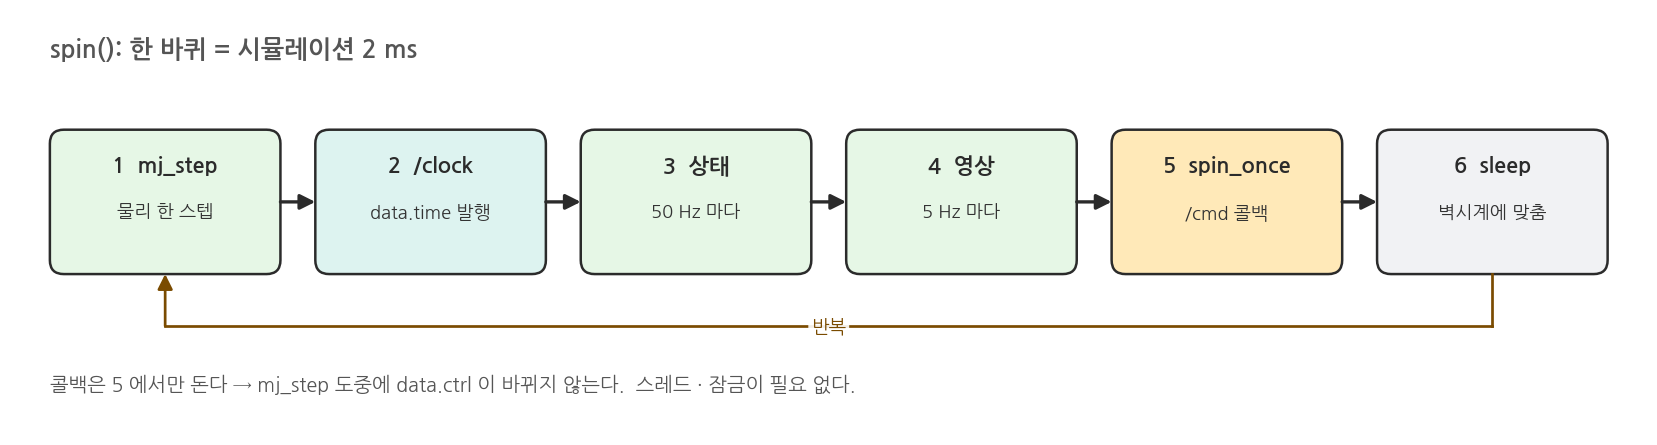 spin(): 한 바퀴 = 시뮬레이션 2 ms
1 mj_step
물리 한 스텝
2 /clock
data.time 발행
3 상태
50 Hz 마다
4 영상
5 Hz 마다
5 spin_once
/cmd 콜백
6 sleep
벽시계에 맞춤
반복
콜백은 5 에서만 돈다 → mj_step 도중에 data.ctrl 이 바뀌지 않는다. 스레드 · 잠금이 필요 없다.